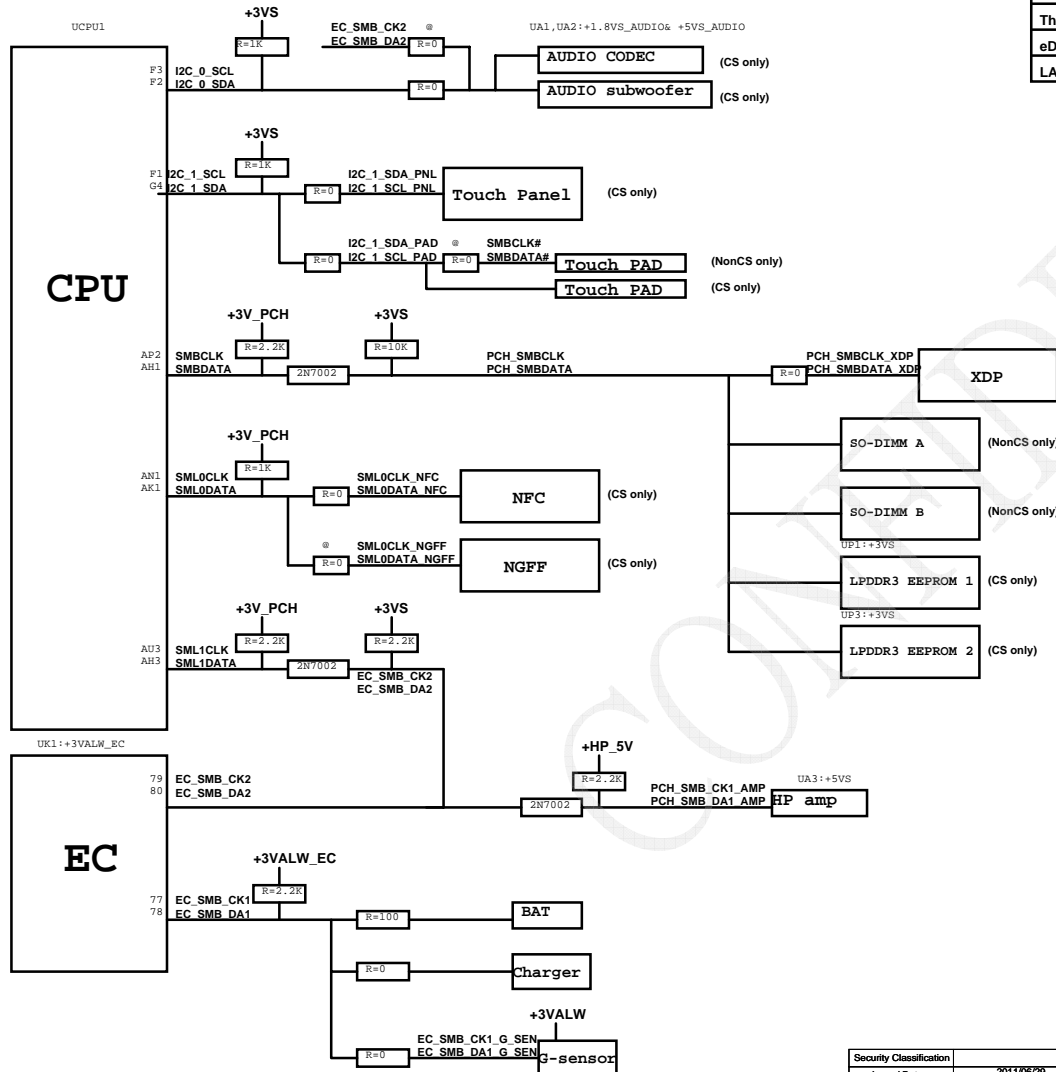 +3VS
UCPU1
EC_SMB_CK2 @
EC_SMB_DA2
R=0
UA1,UA2:+1.8VS_AUDIO& +5VS_AUDIO
Th
eD
LA
R=1K
AUDIO CODEC
(CS only)
F3 I2C_0_SCL
F2 I2C_0_SDA
R=0
AUDIO subwoofer
(CS only)
+3VS
R=1K
F1 I2C_1_SCL
G4 I2C_1_SDA
R=0
I2C_1_SDA_PNL
I2C_1_SCL_PNL
Touch Panel
(CS only)
R=0
I2C_1_SDA_PAD
I2C_1_SCL_PAD
@
R=0
SMBCLK#
SMBDATA#
Touch PAD
(NonCS only)
Touch PAD
(CS only)
CPU
+3V_PCH
R=2.2K
+3VS
R=10K
AP2 SMBCLK
AH1 SMBDATA
2N7002
PCH_SMBCLK
PCH_SMBDATA
R=0
PCH_SMBCLK_XDP
PCH_SMBDATA_XDP
XDP
SO-DIMM A
(NonCS only
SO-DIMM B
(NonCS only
UP1:+3VS
LPDDR3 EEPROM 1
(CS only)
UP3:+3VS
LPDDR3 EEPROM 2
(CS only)
+3V_PCH
R=1K
AN1 SML0CLK
AK1 SML0DATA
R=0
SML0CLK_NFC
SML0DATA_NFC
NFC
(CS only)
@
R=0
SML0CLK_NGFF
SML0DATA_NGFF
NGFF
(CS only)
+3V_PCH
R=2.2K
+3VS
R=2.2K
AU3 SML1CLK
AH3 SML1DATA
2N7002
EC_SMB_CK2
EC_SMB_DA2
CONFID
UK1:+3VALW_EC
79 EC_SMB_CK2
80 EC_SMB_DA2
2N7002
+HP_5V
R=2.2K
PCH_SMB_CK1_AMP
PCH_SMB_DA1_AMP
UA3:+5VS
HP amp
EC
+3VALW_EC
R=2.2K
77 EC_SMB_CK1
78 EC_SMB_DA1
R=100
BAT
R=0
Charger
+3VALW
R=0
EC_SMB_CK1_G_SEN
EC_SMB_DA1_G_SEN
G-sensor
Security Classification
2011/06/29